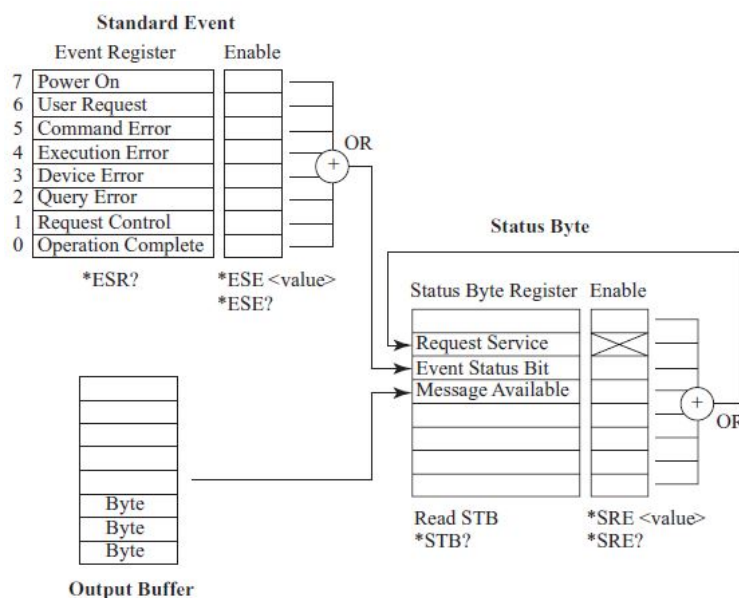 Standard Event
Event Register Enable
7 Power On
6 User Request
5 Command Error
4 Execution Error
3 Device Error
2 Query Error
1 Request Control
0 Operation Complete
*ESR? *ESE <value>
*ESE?
+
OR
Status Byte
Status Byte Register Enable
Request Service
Event Status Bit
Message Available
+
OR
Read STB *SRE <value>
*STB? *SRE?
Byte
Byte
Byte
Output Buffer